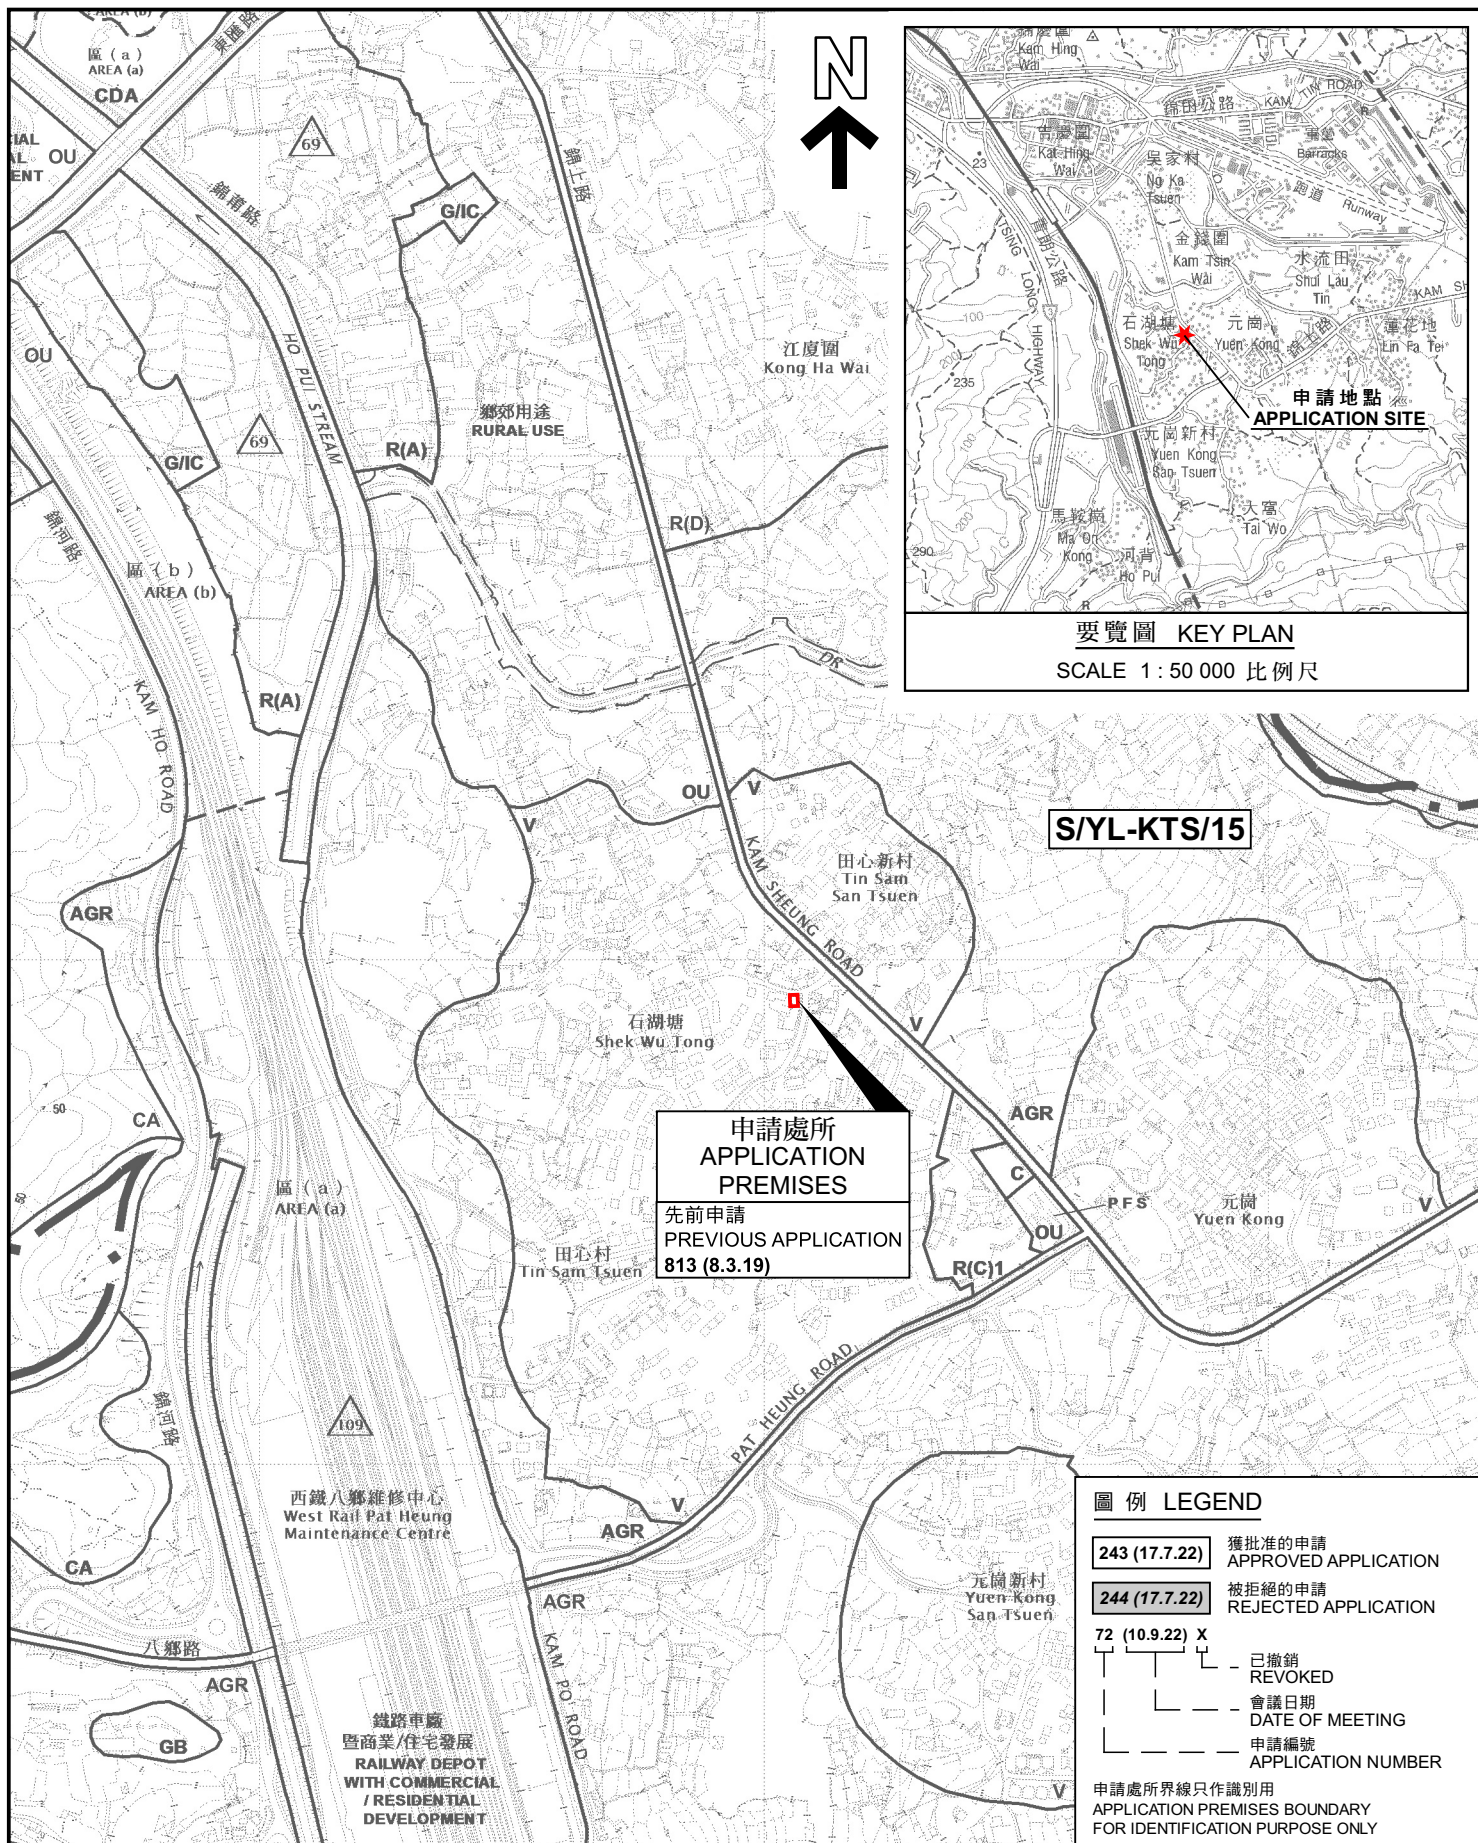 AREA (b)
區 (a)
AREA (a)
CDA
東匯路
OU
N
69
錦莆路
錦上路
G/IC
HO PUI STREAM
OU
69
G/IC
R(A)
鄉郊用途
RURAL USE
江廈圍
Kong Ha Wai
R(D)
錦河路
區 (b)
AREA (b)
KAM HO ROAD
R(A)
DR
OU
V
V
KAM SHEUNG ROAD
田心新村
Tin Sam
San Tsuen
S/YL-KTS/15
AGR
石湖塘
Shek Wu Tong
V
50
CA
50
區 (a)
AREA (a)
申請處所
APPLICATION
PREMISES
先前申請
PREVIOUS APPLICATION
813 (8.3.19)
AGR
C
PFS
OU
R(C)1
元崗
Yuen Kong
V
田心村
Tin Sam Tsuen
PAT HEUNG ROAD
錦河路
109
西鐵八鄉維修中心
West Rail Pat Heung
Maintenance Centre
CA
AGR
V
AGR
元崗新村
Yuen Kong
San Tsuen
八鄉路
AGR
GB
KAM PO ROAD
鐵路車廠
暨商業/住宅發展
RAILWAY DEPOT
WITH COMMERCIAL
/ RESIDENTIAL
DEVELOPMENT
V
Kam Hing
Wai
錦田公路
KAM TIN ROAD
吉慶圍
Kat Hing
Wai
23
吳家村
Ng Ka
Tsuen
軍營
Barracks
跑道
Runway
R
青朗公路
TSING LONG HIGHWAY
金錢圍
Kam Tsin
Wai
水流田
Shui Lau
Tin
100
200
235
石湖塘
Shek Wu
Tong
元崗
Yuen Kong
錦上路
KAM SH
蓮花地
Lin Fa Tei
申請地點
APPLICATION SITE
元崗新村
Yuen Kong
San Tsuen
馬鞍崗
Ma On
Kong
河背
Ho Pui
大窩
Tai Wo
290
200
R
要覽圖 KEY PLAN
SCALE 1 : 50 000 比例尺
圖例 LEGEND
243 (17.7.22) 獲批准的申請
APPROVED APPLICATION
244 (17.7.22) 被拒絕的申請
REJECTED APPLICATION
72 (10.9.22) X
已撤銷
REVOKED
會議日期
DATE OF MEETING
申請編號
APPLICATION NUMBER
申請處所界線只作識別用
APPLICATION PREMISES BOUNDARY
FOR IDENTIFICATION PURPOSE ONLY